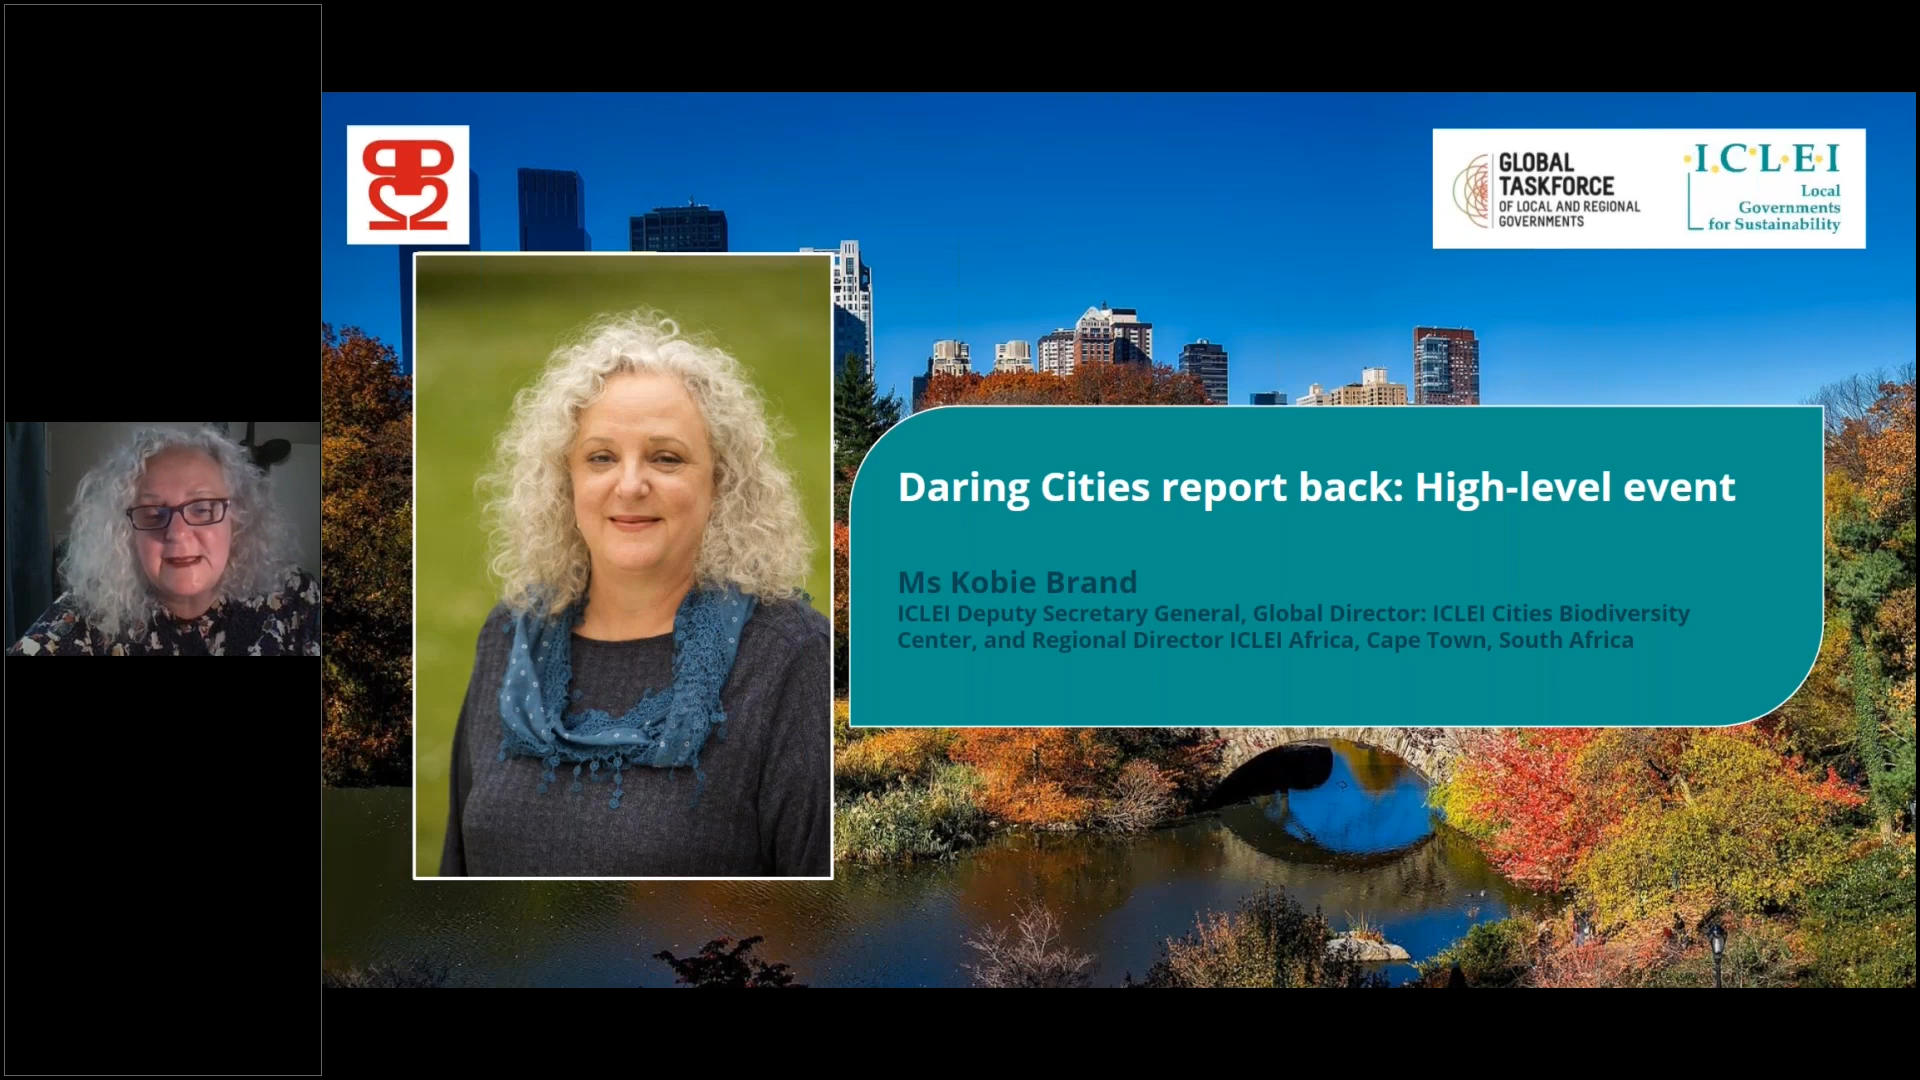 GLOBAL
TASKFORCE
OF LOCAL AND REGIONAL
GOVERNMENTS
I.C.L.E.I
Local
Governments
for Sustainability
Daring Cities report back: High-level event
Ms Kobie Brand
ICLEI Deputy Secretary General, Global Director: ICLEI Cities Biodiversity
Center, and Regional Director ICLEI Africa, Cape Town, South Africa